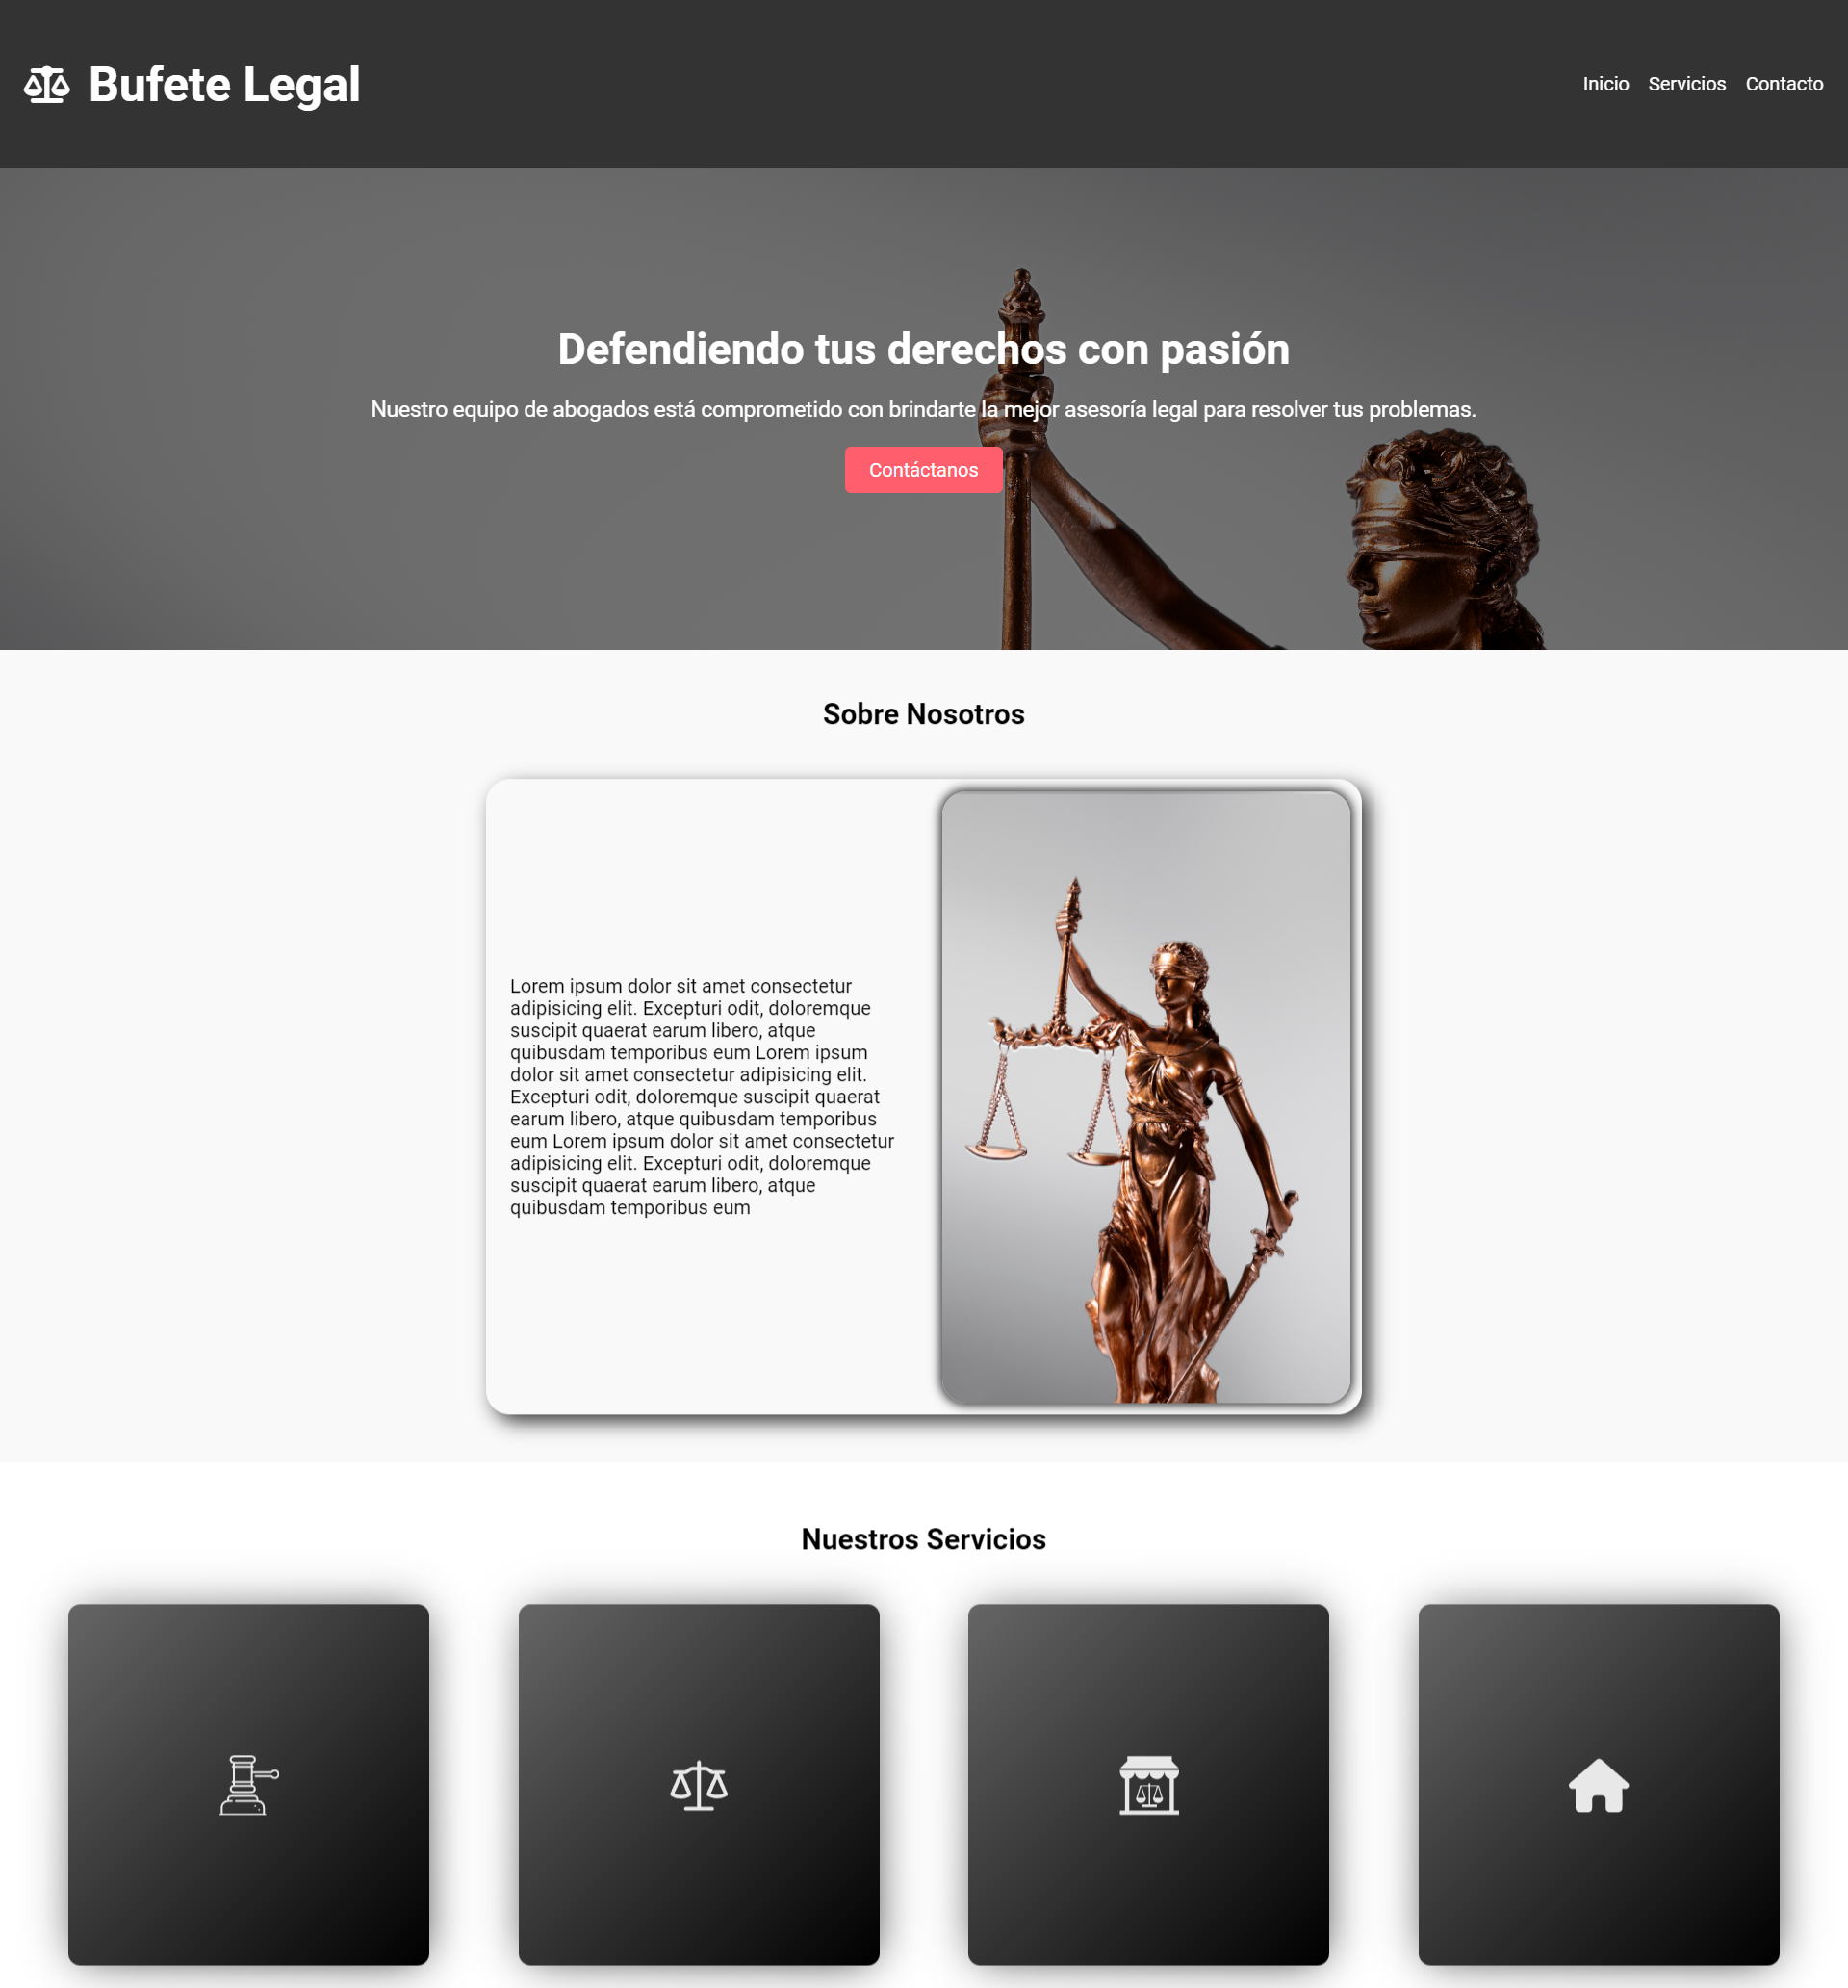 Bufete Legal
Inicio Servicios Contacto
Defendiendo tus derechos con pasión
Nuestro equipo de abogados está comprometido con brindarte la mejor asesoría legal para resolver tus problemas.
Contáctanos
Sobre Nosotros
Lorem ipsum dolor sit amet consectetur
adipisicing elit. Excepturi odit, doloremque
suscipit quaerat earum libero, atque
quibusdam temporibus eum Lorem ipsum
dolor sit amet consectetur adipisicing elit.
Excepturi odit, doloremque suscipit quaerat
earum libero, atque quibusdam temporibus
eum Lorem ipsum dolor sit amet consectetur
adipisicing elit. Excepturi odit, doloremque
suscipit quaerat earum libero, atque
quibusdam temporibus eum
Nuestros Servicios